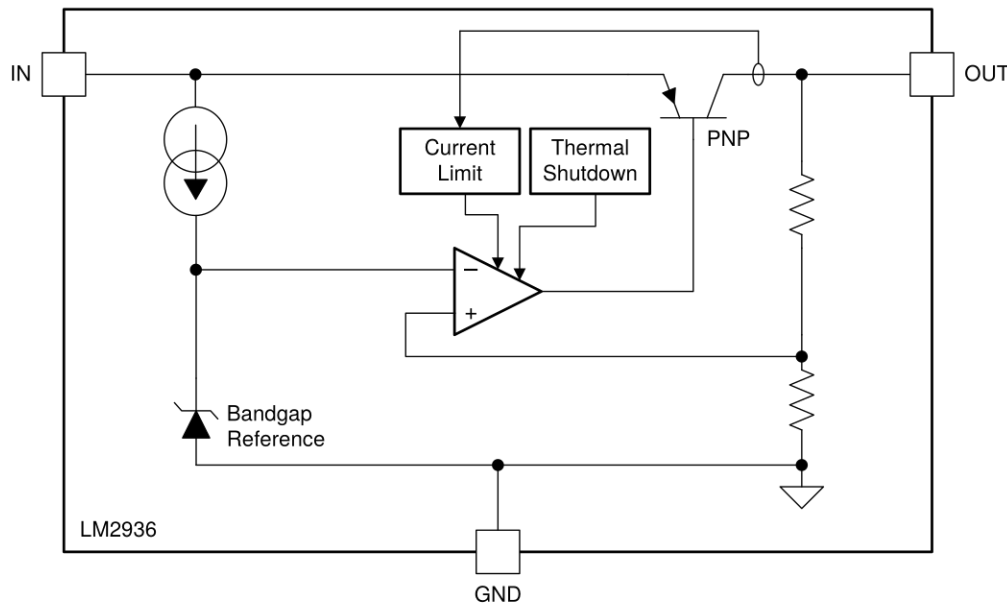 IN
OUT
PNP
Current
Limit
Thermal
Shutdown
−
+
Bandgap
Reference
LM2936
GND